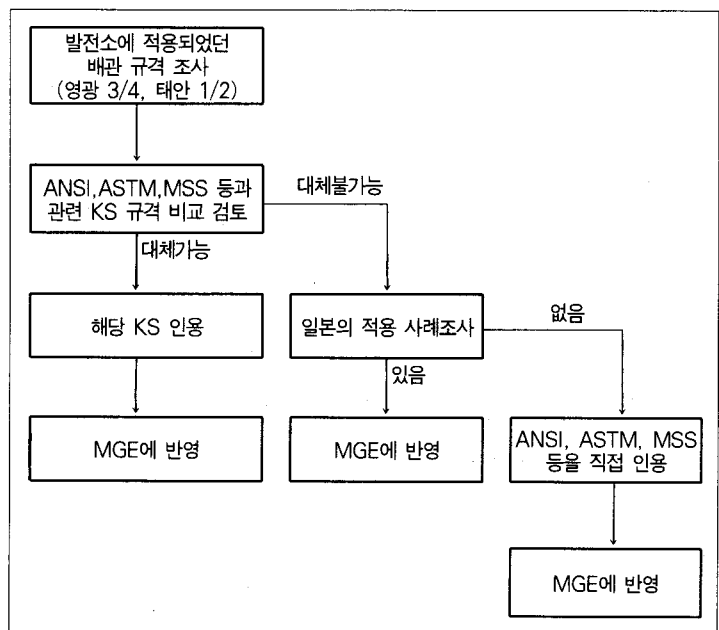 발전소에 적용되었던
배관 규격 조사
(영광 3/4, 태안 1/2)
ANSI,ASTM,MSS 등과
관련 KS 규격 비교 검토
대체불가능
대체가능
해당 KS 인용
일본의 적용 사례조사
없음
있음
MGE에 반영
MGE에 반영
ANSI, ASTM, MSS
등을 직접 인용
MGE에 반영